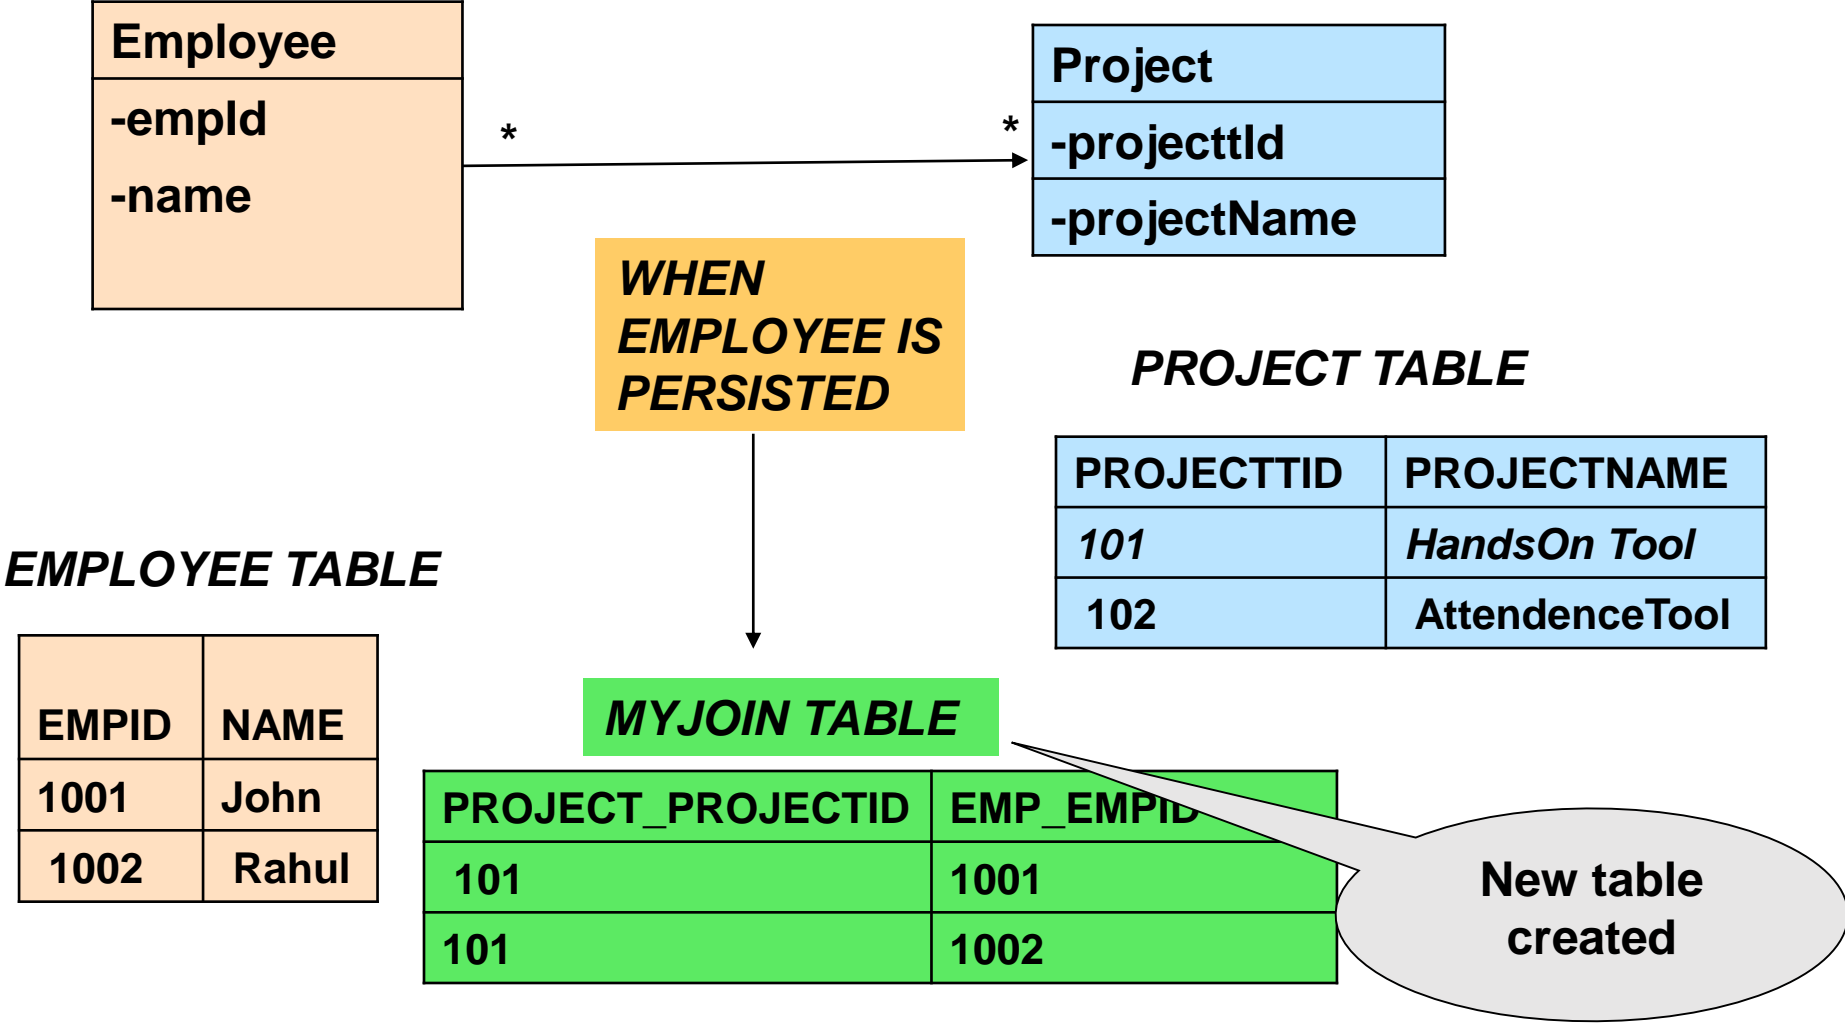 Employee
-empId
-name
*
*
Project
-projecttId
-projectName
WHEN
EMPLOYEE IS
PERSISTED
PROJECT TABLE
PROJECTTID PROJECTNAME
101 HandsOn Tool
102 AttendenceTool
EMPLOYEE TABLE
EMPID NAME
1001 John
1002 Rahul
MYJOIN TABLE
PROJECT_PROJECTID EMP_EMPID
101 1001
101 1002
New table
created